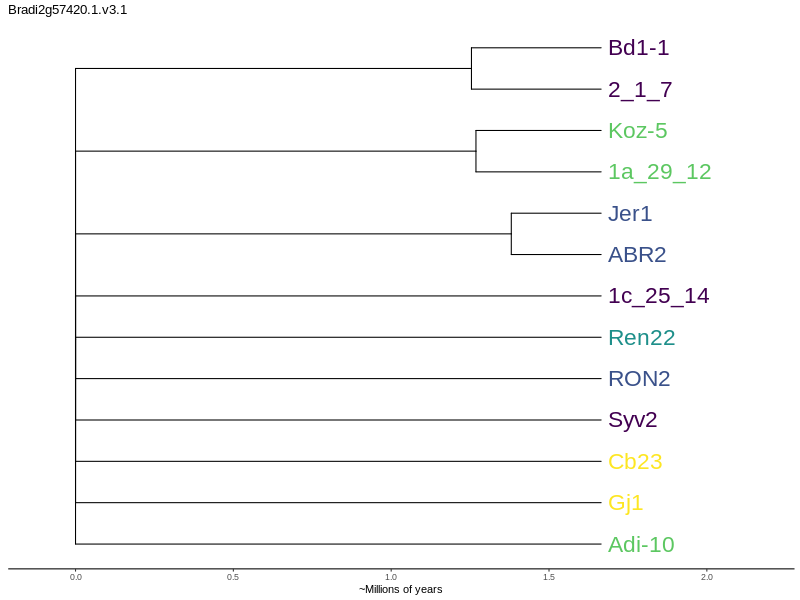 Bradi2g57420.1.v3.1
Bd1-1
2_1_7
Koz-5
1a_29_12
Jer1
ABR2
1c_25_14
Ren22
RON2
Syv2
Cb23
Gj1
Adi-10
0.0 0.5 1.0 1.5 2.0
~Millions of years